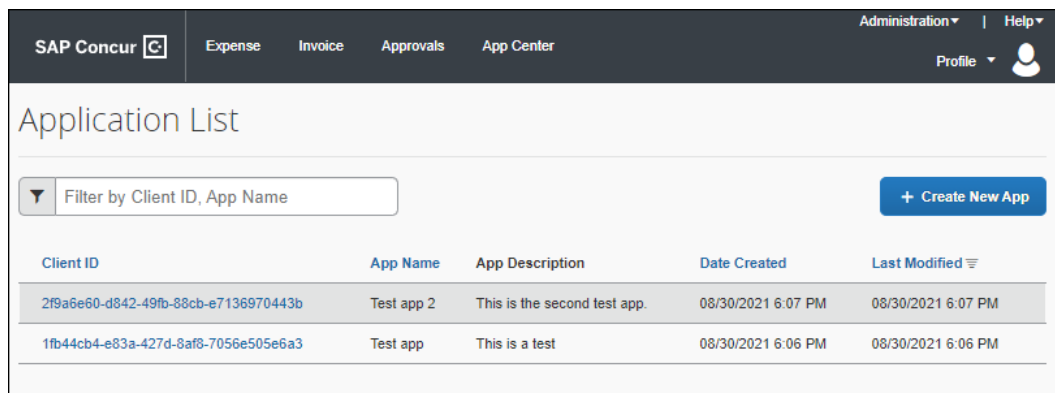 Administration | Help
SAP Concur C Expense Invoice Approvals App Center
Profile
Application List
Filter by Client ID, App Name
+ Create New App
Client ID App Name App Description Date Created Last Modified
2f9a6e60-d842-49fb-88cb-e7136970443b Test app 2 This is the second test app. 08/30/2021 6:07 PM 08/30/2021 6:07 PM
1fb44cb4-e83a-427d-8af8-7056e505e6a3 Test app This is a test 08/30/2021 6:06 PM 08/30/2021 6:06 PM